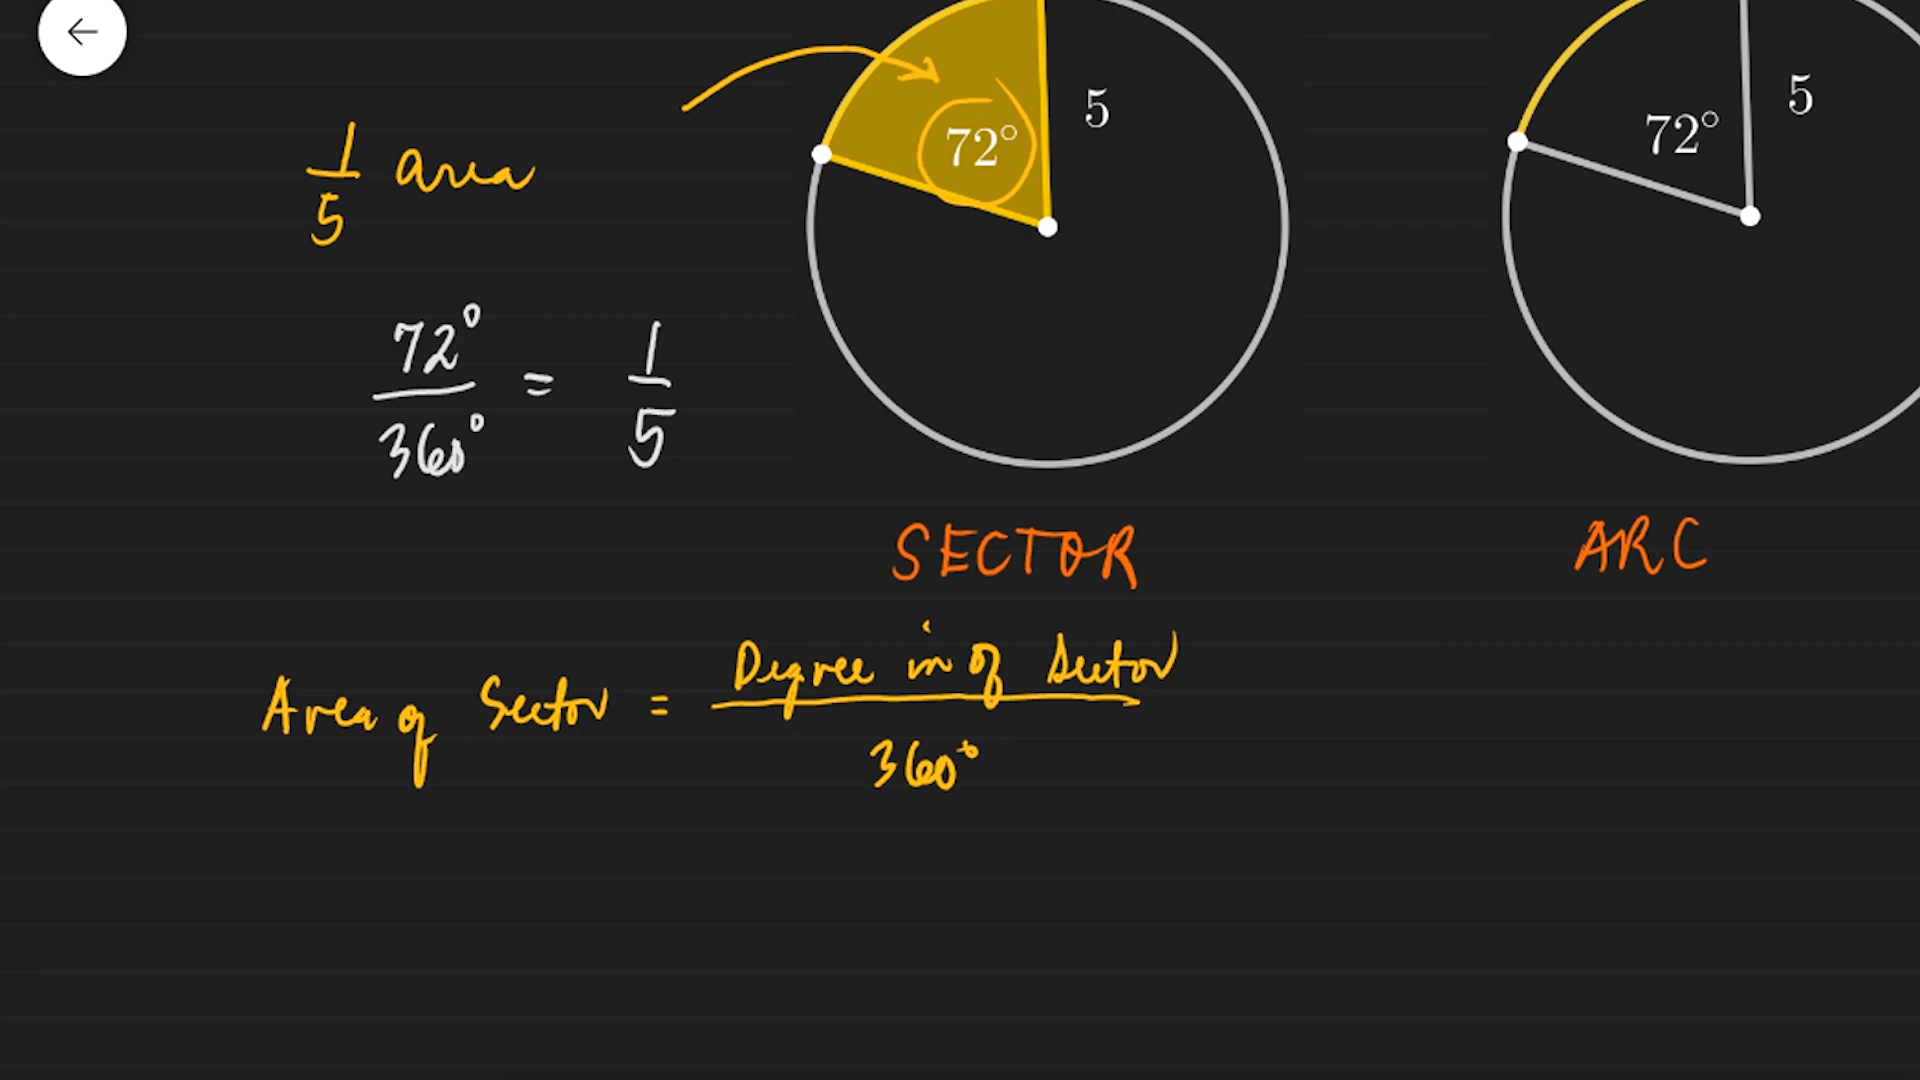 72°
5
72°
5
1/5 area
72°/360° = 1/5
SECTOR
ARC
Area of Sector = Degree in of Sector
360°